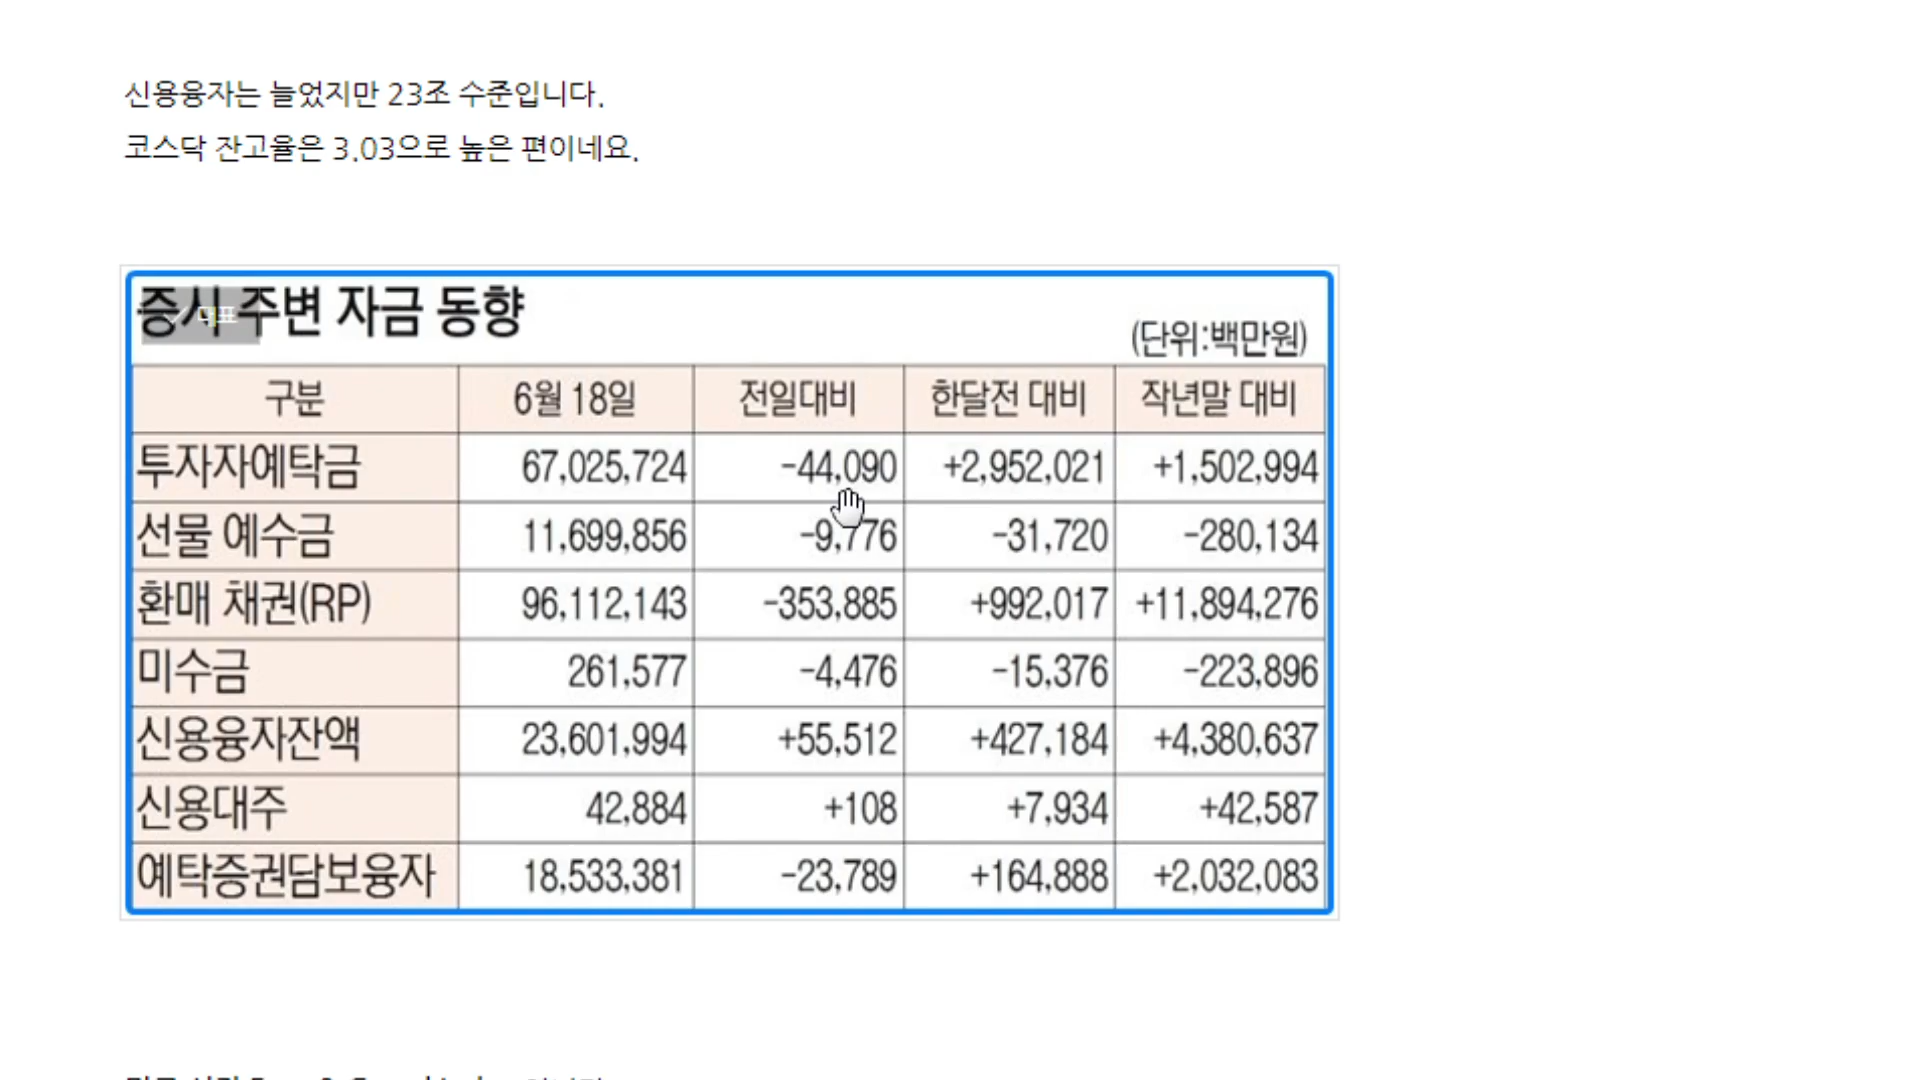 신용융자는 늘었지만 23조 수준입니다.
코스닥 잔고율은 3.03으로 높은 편이네요.
증시 주변 자금 동향
대표
(단위:백만원)
구분 6월 18일 전일대비 한달전 대비 작년말 대비
투자자예탁금 67,025,724 -44,090 +2,952,021 +1,502,994
선물 예수금 11,699,856 -9,776 -31,720 -280,134
환매 채권(RP) 96,112,143 -353,885 +992,017 +11,894,276
미수금 261,577 -4,476 -15,376 -223,896
신용융자잔액 23,601,994 +55,512 +427,184 +4,380,637
신용대주 42,884 +108 +7,934 +42,587
예탁증권담보융자 18,533,381 -23,789 +164,888 +2,032,083